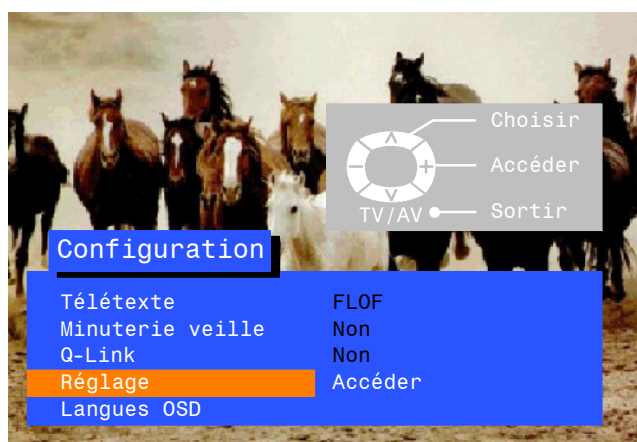 Choisir
Accéder
TV/AV Sortir
Configuration
Télétexte FLOF
Minuterie veille Non
Q-Link Non
Réglage Accéder
Langues OSD